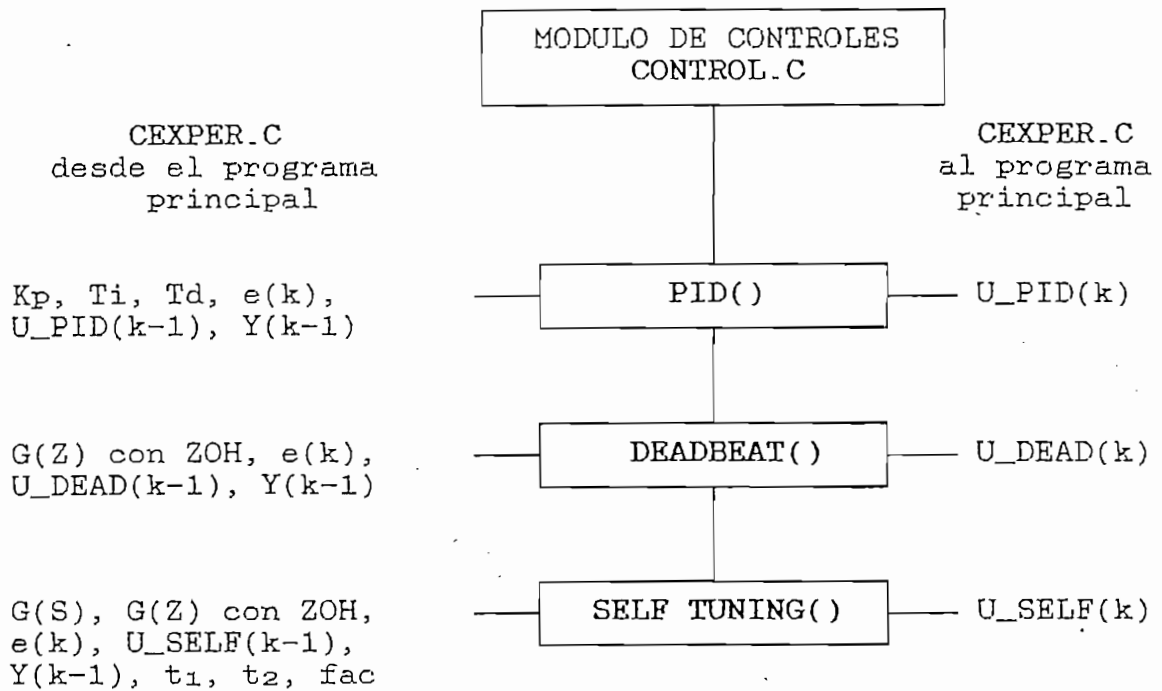 MODULO DE CONTROLES
CONTROL.C
CEXPER.C
desde el programa
principal
CEXPER.C
al programa
principal
Kp, Ti, Td, e(k),
U_PID(k-1), Y(k-1)
PID()
U_PID(k)
G(Z) con ZOH, e(k),
U_DEAD(k-1), Y(k-1)
DEADBEAT()
U_DEAD(k)
G(S), G(Z) con ZOH,
e(k), U_SELF(k-1),
Y(k-1), t1, t2, fac
SELF TUNING()
U_SELF(k)